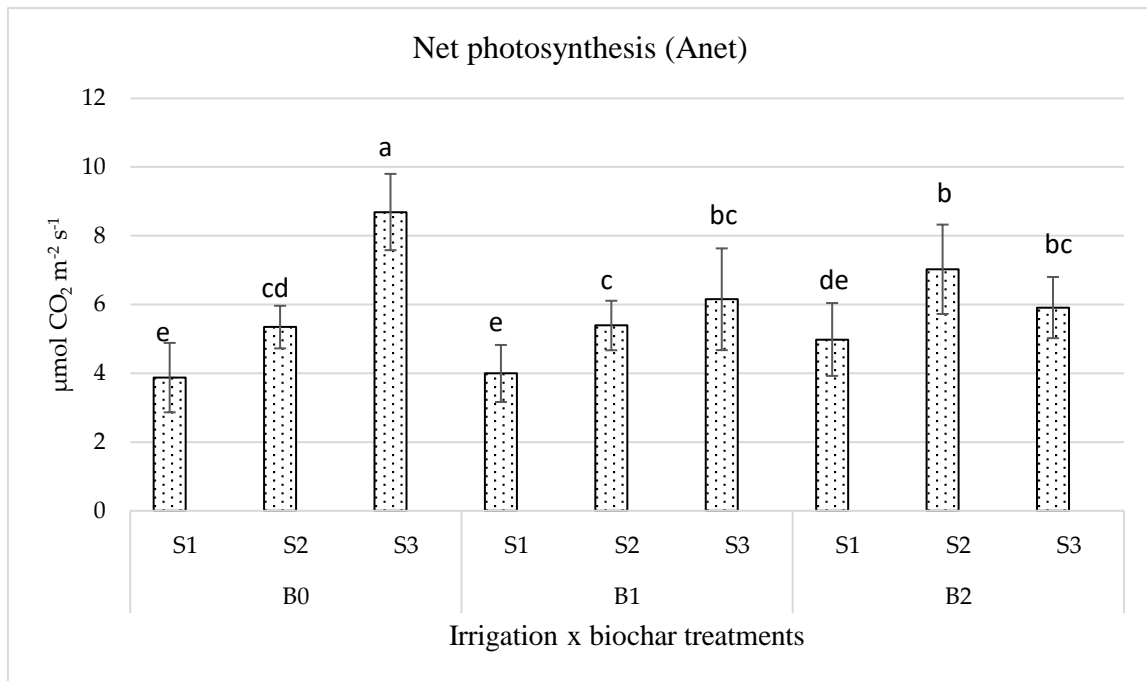 Net photosynthesis (Anet)
12
10
8
6
4
2
0
µmol CO2 m-2 s-1
e
cd
a
e
c
bc
de
b
bc
S1 S2 S3 S1 S2 S3 S1 S2 S3
B0 B1 B2
Irrigation x biochar treatments